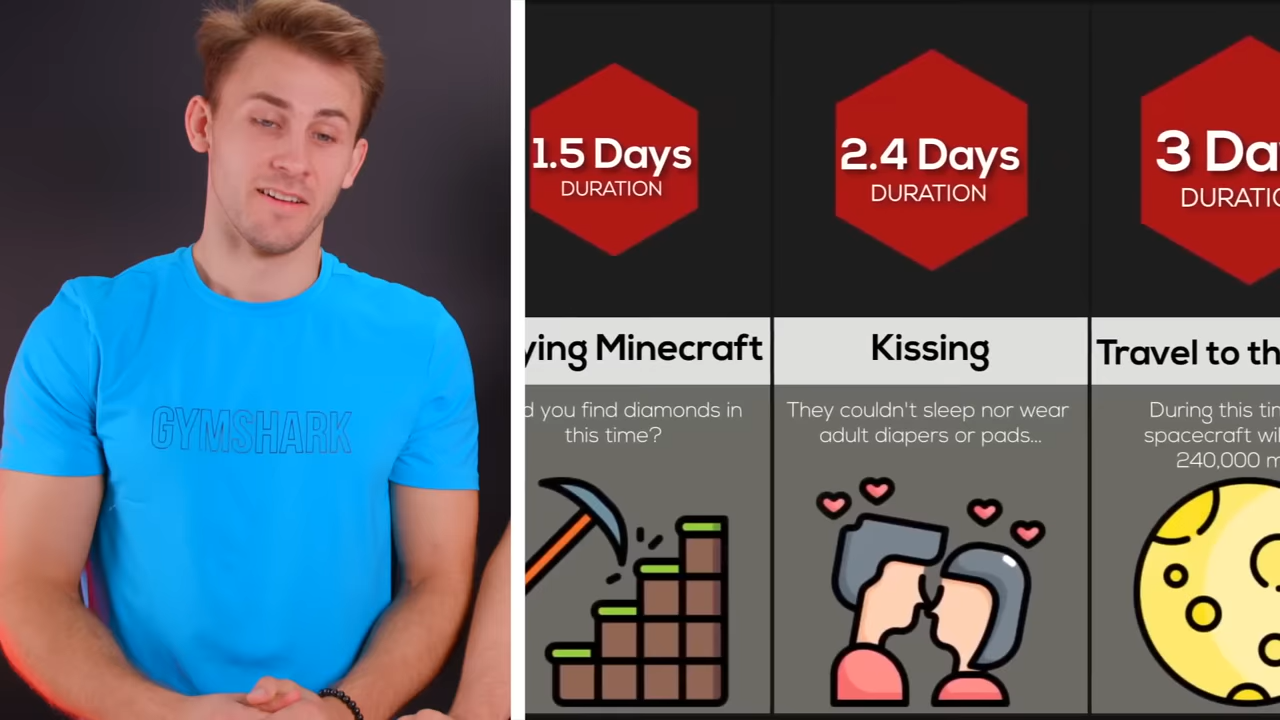 GYMSHARK
1.5 Days
DURATION
ying Minecraft
d you find diamonds in
this time?
2.4 Days
DURATION
Kissing
They couldn't sleep nor wear
adult diapers or pads...
3 Da
DURATIO
Travel to th
During this tim
spacecraft wil
240,000 m